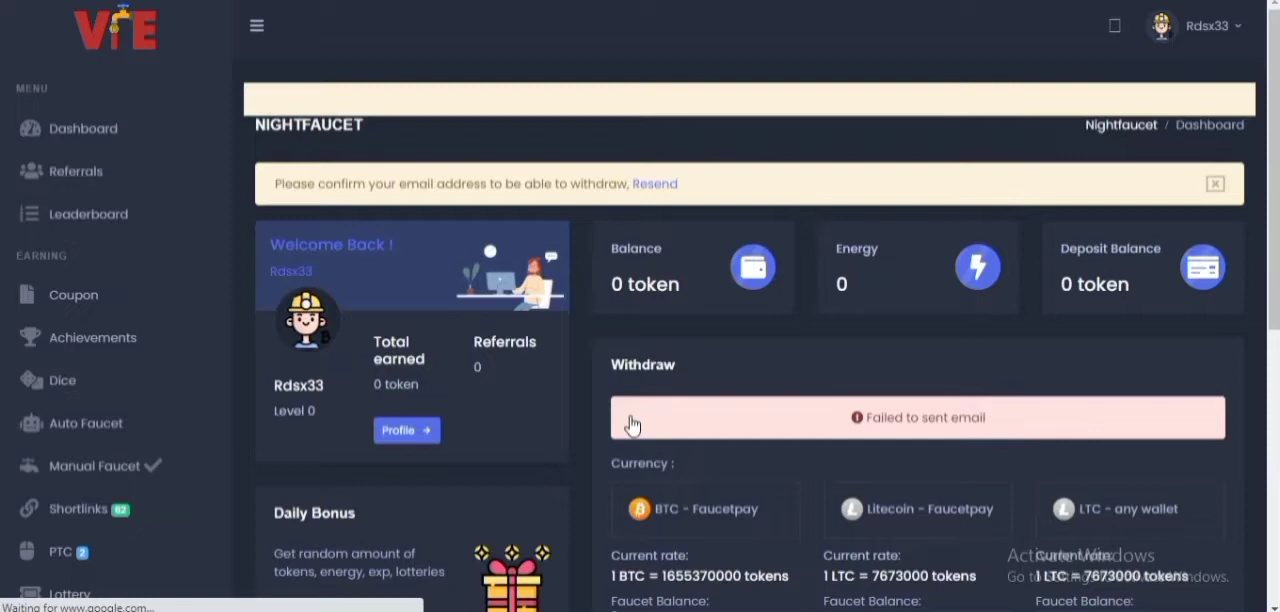 VIE
Rdsx33
MENU
NIGHTFAUCET
Nightfaucet / Dashboard
Dashboard
Referrals
Please confirm your email address to be able to withdraw, Resend
Leaderboard
Welcome Back !
Rdsx33
Balance
0 token
Energy
0
Deposit Balance
0 token
EARNING
Coupon
Achievements
Total earned
0 token
Referrals
0
Withdraw
Dice
Rdsx33
Level 0
Auto Faucet
Profile →
Failed to sent email
Manual Faucet
Currency :
Shortlinks 62
Daily Bonus
BTC - Faucetpay
Litecoin - Faucetpay
LTC - any wallet
PTC 2
Get random amount of
tokens, energy, exp, lotteries
Current rate:
1 BTC = 1655370000 tokens
Faucet Balance:
Current rate:
1 LTC = 7673000 tokens
Faucet Balance:
Current rate:
1 LTC = 7673000 tokens
Faucet Balance:
Activate Windows
Lottery
Waiting for www.google.com...